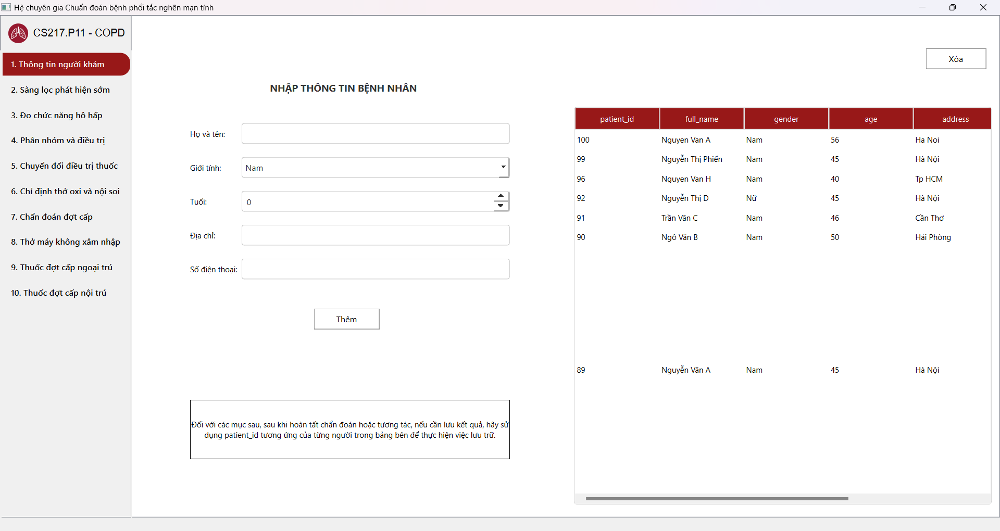 Hệ chuyên gia Chuẩn đoán bệnh phổi tắc nghẽn mạn tính
CS217.P11 - COPD
1. Thông tin người khám
2. Sàng lọc phát hiện sớm
3. Đo chức năng hô hấp
4. Phân nhóm và điều trị
5. Chuyển đổi điều trị thuốc
6. Chỉ định thở oxi và nội soi
7. Chẩn đoán đợt cấp
8. Thở máy không xâm nhập
9. Thuốc đợt cấp ngoại trú
10. Thuốc đợt cấp nội trú
NHẬP THÔNG TIN BỆNH NHÂN
Họ và tên:
Giới tính: Nam
Tuổi: 0
Địa chỉ:
Số điện thoại:
Thêm
Đối với các mục sau, sau khi hoàn tất chẩn đoán hoặc tương tác, nếu cần lưu kết quả, hãy sử
dụng patient_id tương ứng của từng người trong bảng bên để thực hiện việc lưu trữ.
Xóa
patient_id full_name gender age address
100 Nguyen Van A Nam 56 Ha Noi
99 Nguyễn Thị Phiến Nam 45 Hà Nội
96 Nguyen Van H Nam 40 Tp HCM
92 Nguyễn Thị D Nữ 45 Hà Nội
91 Trần Văn C Nam 46 Cần Thơ
90 Ngô Văn B Nam 50 Hải Phòng
89 Nguyễn Văn A Nam 45 Hà Nội